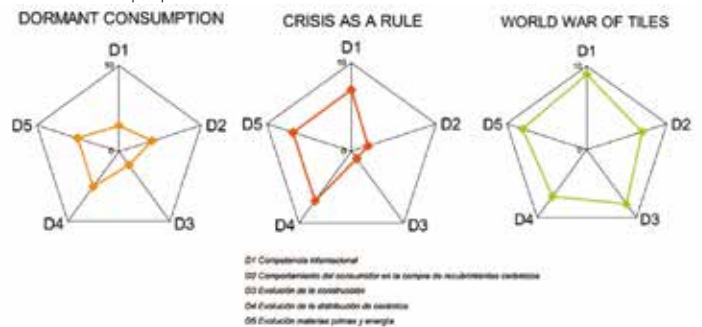 DORMANT CONSUMPTION
CRISIS AS A RULE
WORLD WAR OF TILES
D1
10
D5
D2
0
D4
D3
D1
10
D5
D2
0
D4
D3
D1
10
D5
D2
0
D4
D3
D1 Competencia internacional
D2 Comportamiento del consumidor en la compra de recubrimientos cerámicos
D3 Evolución de la construcción
D4 Evolución de la distribución de cerámica
D5 Evolución materias primas y energía